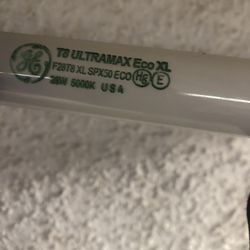 GE T8 ULTRAMAX Eco XL
F28T8 XL SPX50 ECO Hg E
28W 5000K USA